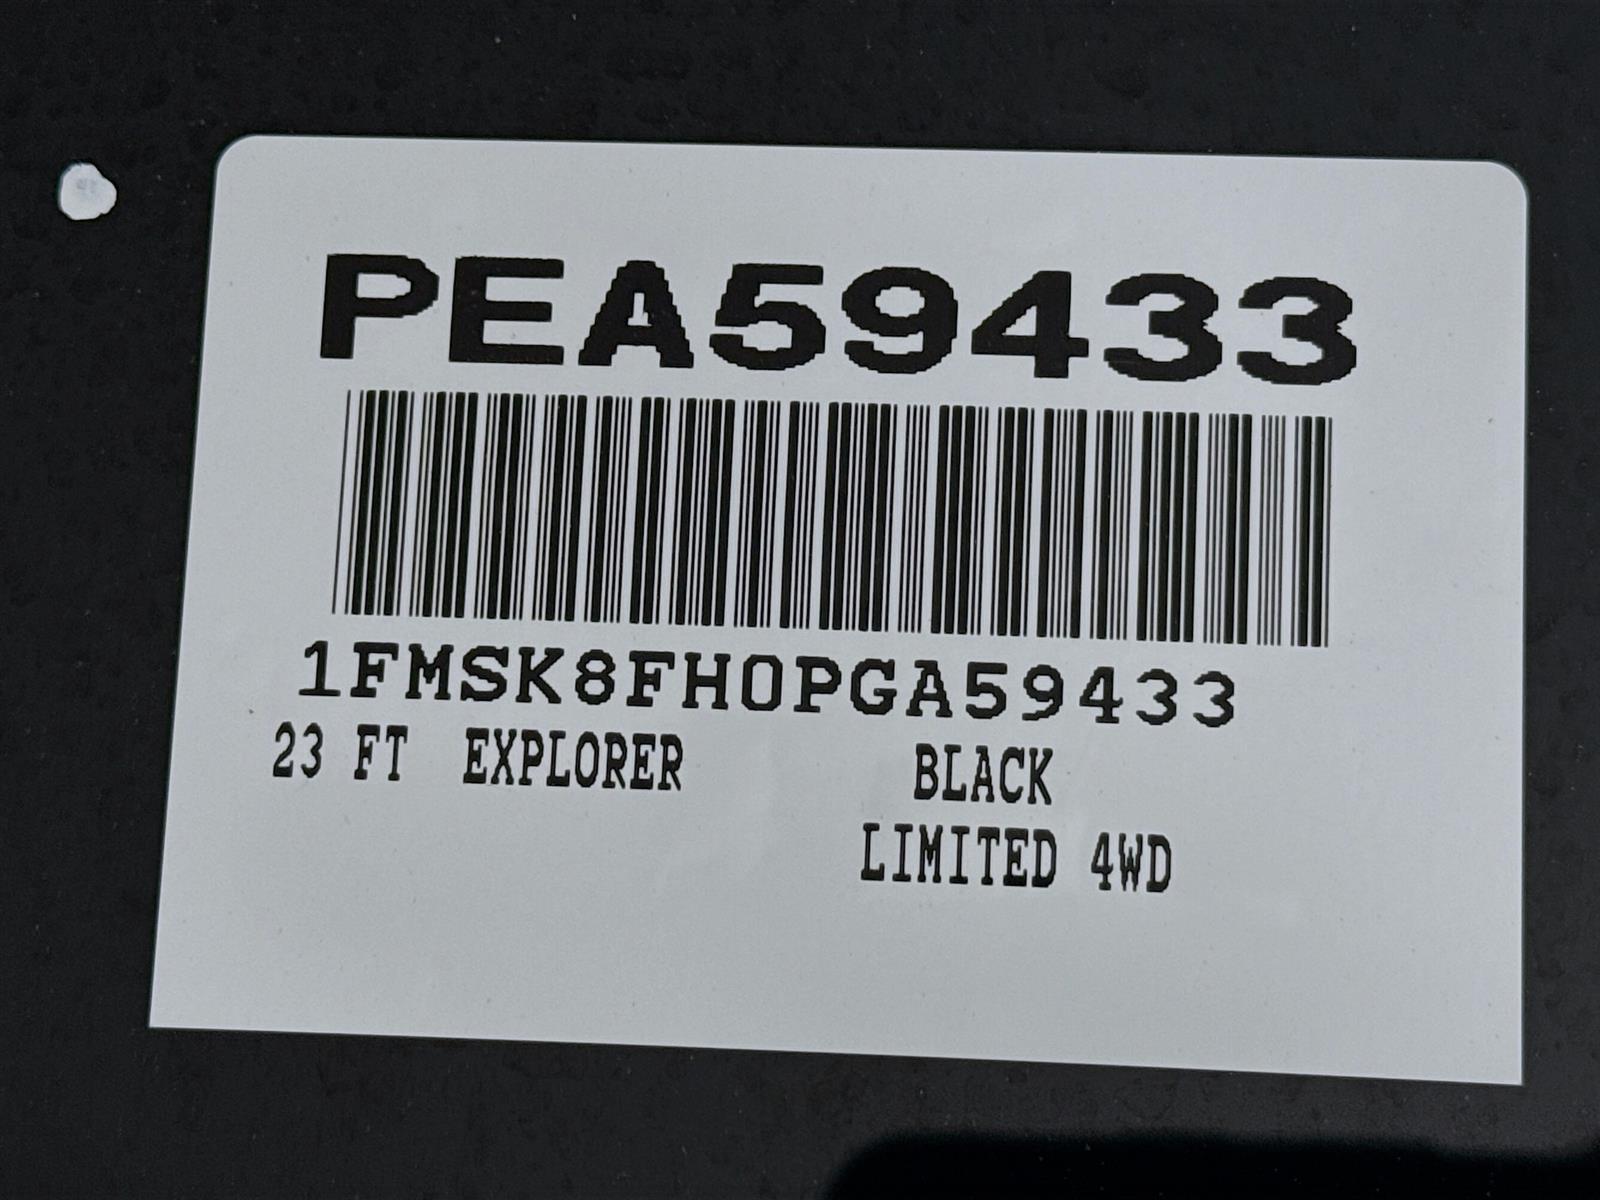 PEA59433
1FMSK8FH0PGA59433
23 FT EXPLORER BLACK
LIMITED 4WD